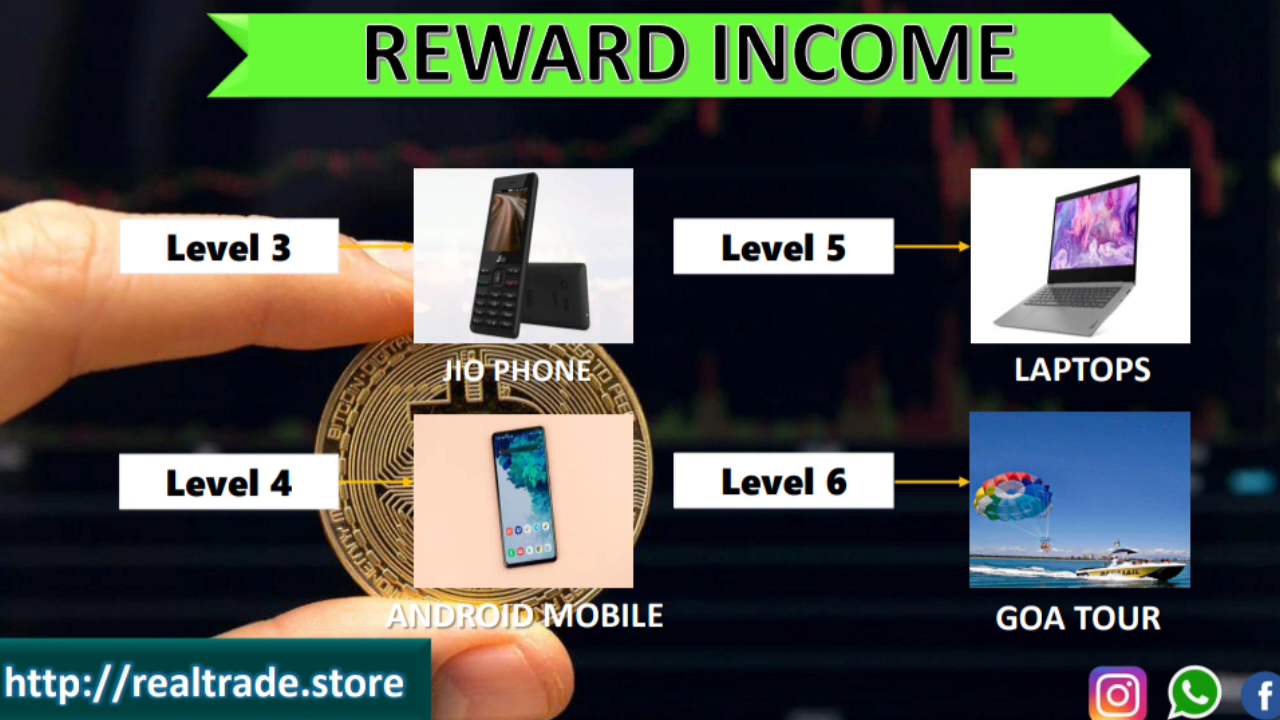 REWARD INCOME
Level 3
JIO PHONE
Level 5
LAPTOPS
Level 4
ANDROID MOBILE
Level 6
GOA TOUR
http://realtrade.store